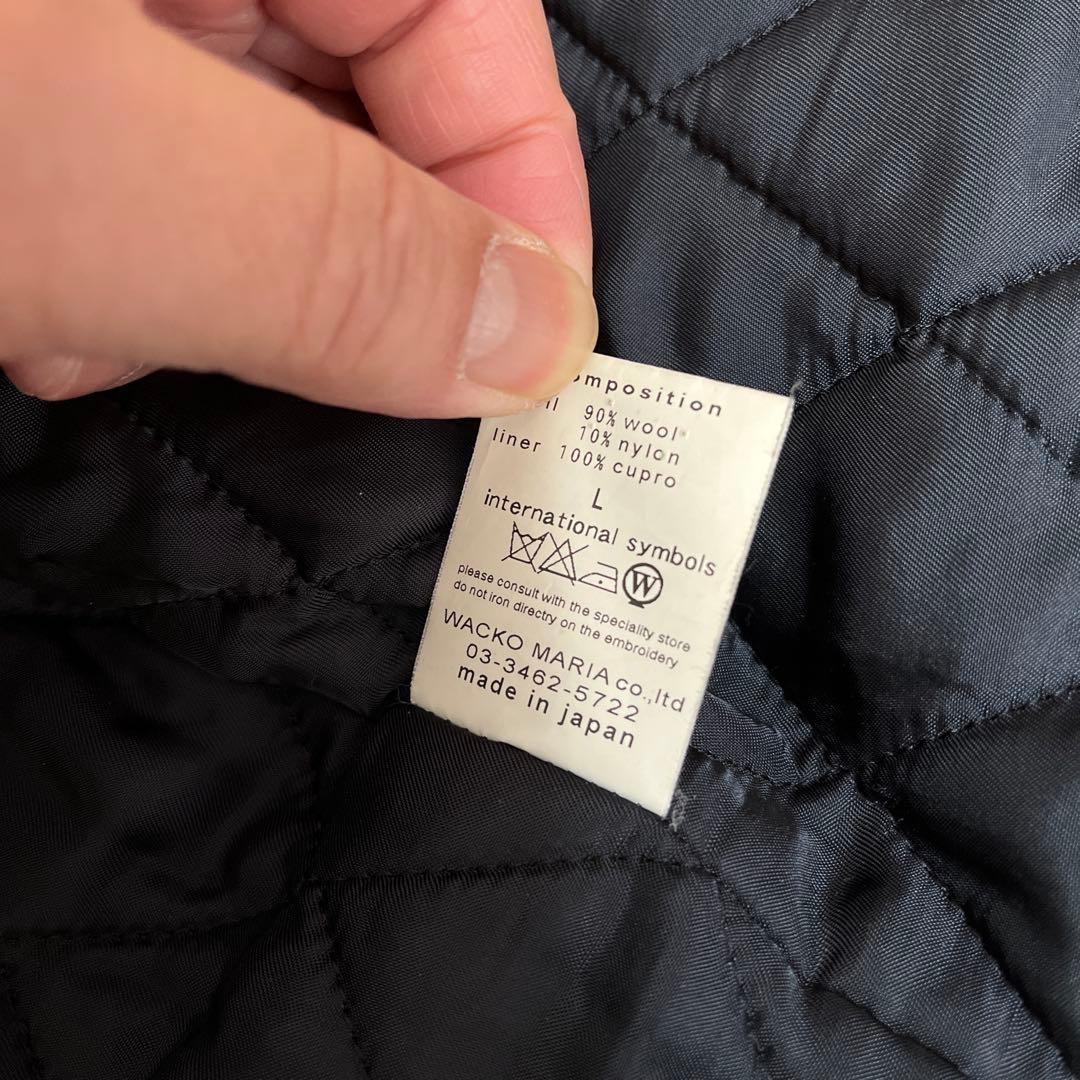 omposition
90% wool
10% nylon
liner 100% cupro
L
international symbols
W
please consult with the speciality store
do not iron directry on the embroidery
WACKO MARIA co.,ltd
03-3462-5722
made in japan